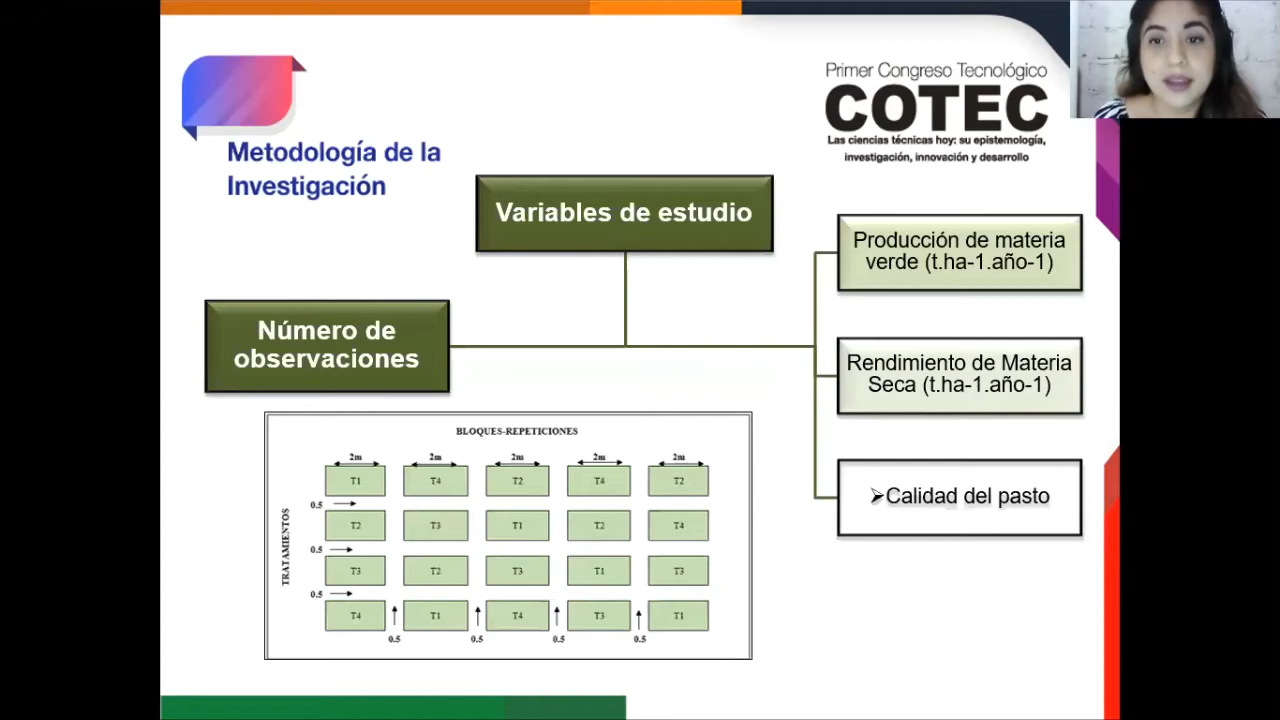 Primer Congreso Tecnológico
COTEC
Las ciencias técnicas hoy: su epistemología,
investigación, innovación y desarrollo
Metodología de la
Investigación
Variables de estudio
Número de
observaciones
Producción de materia
verde (t.ha-1.año-1)
Rendimiento de Materia
Seca (t.ha-1.año-1)
➢Calidad del pasto
BLOQUES-REPETICIONES
2m 2m 2m 2m 2m
T1 T4 T2 T4 T2
0.5
T2 T3 T1 T2 T4
0.5
T3 T2 T3 T1 T3
0.5
T4 T1 T4 T3 T1
0.5 0.5 0.5 0.5
TRATAMIENTOS